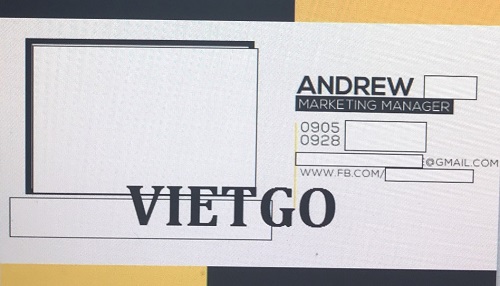 ANDREW
MARKETING MANAGER
0905
0928
@GMAIL.COM
WWW.FB.COM/
VIETGO